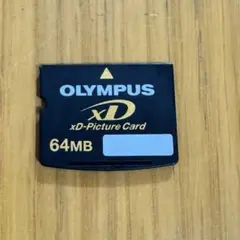 OLYMPUS
xD
xD-Picture Card
64MB